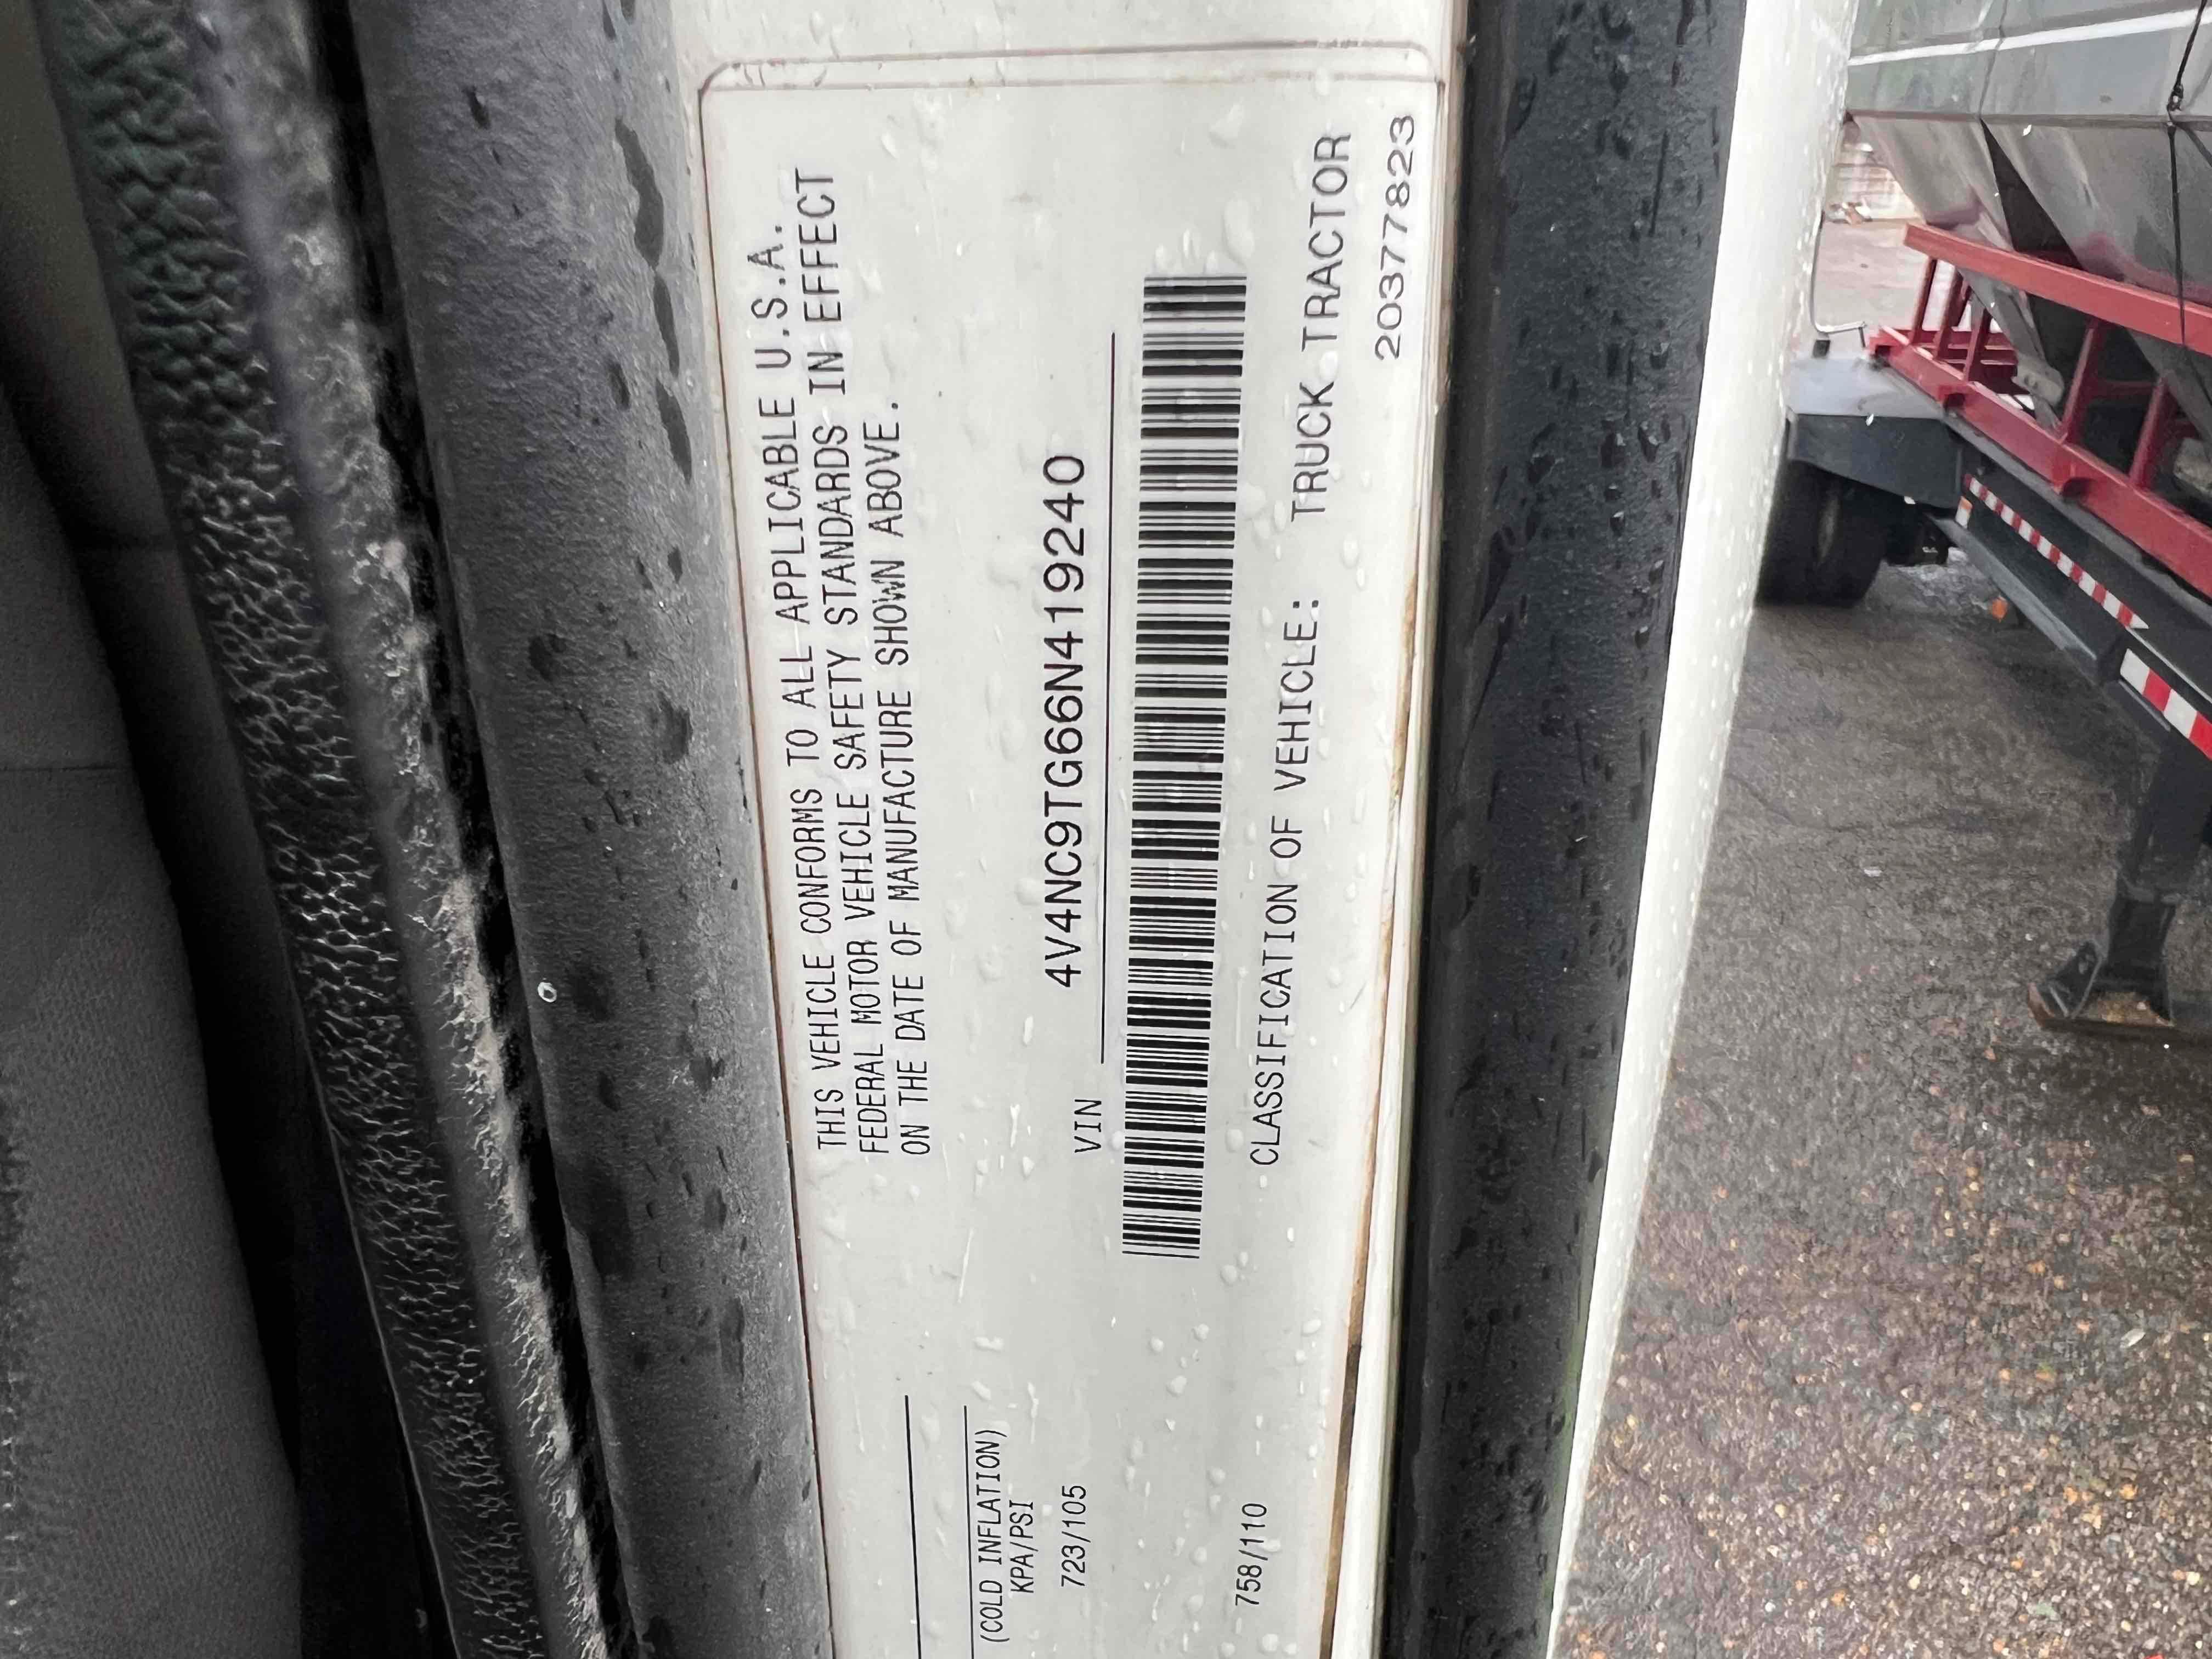 THIS VEHICLE CONFORMS TO ALL APPLICABLE U.S.A.
FEDERAL MOTOR VEHICLE SAFETY STANDARDS IN EFFECT
ON THE DATE OF MANUFACTURE SHOWN ABOVE.
(COLD INFLATION)
KPA/PSI
723/105
758/110
VIN 4V4NC9TG66N419240
CLASSIFICATION OF VEHICLE: TRUCK TRACTOR
20377823